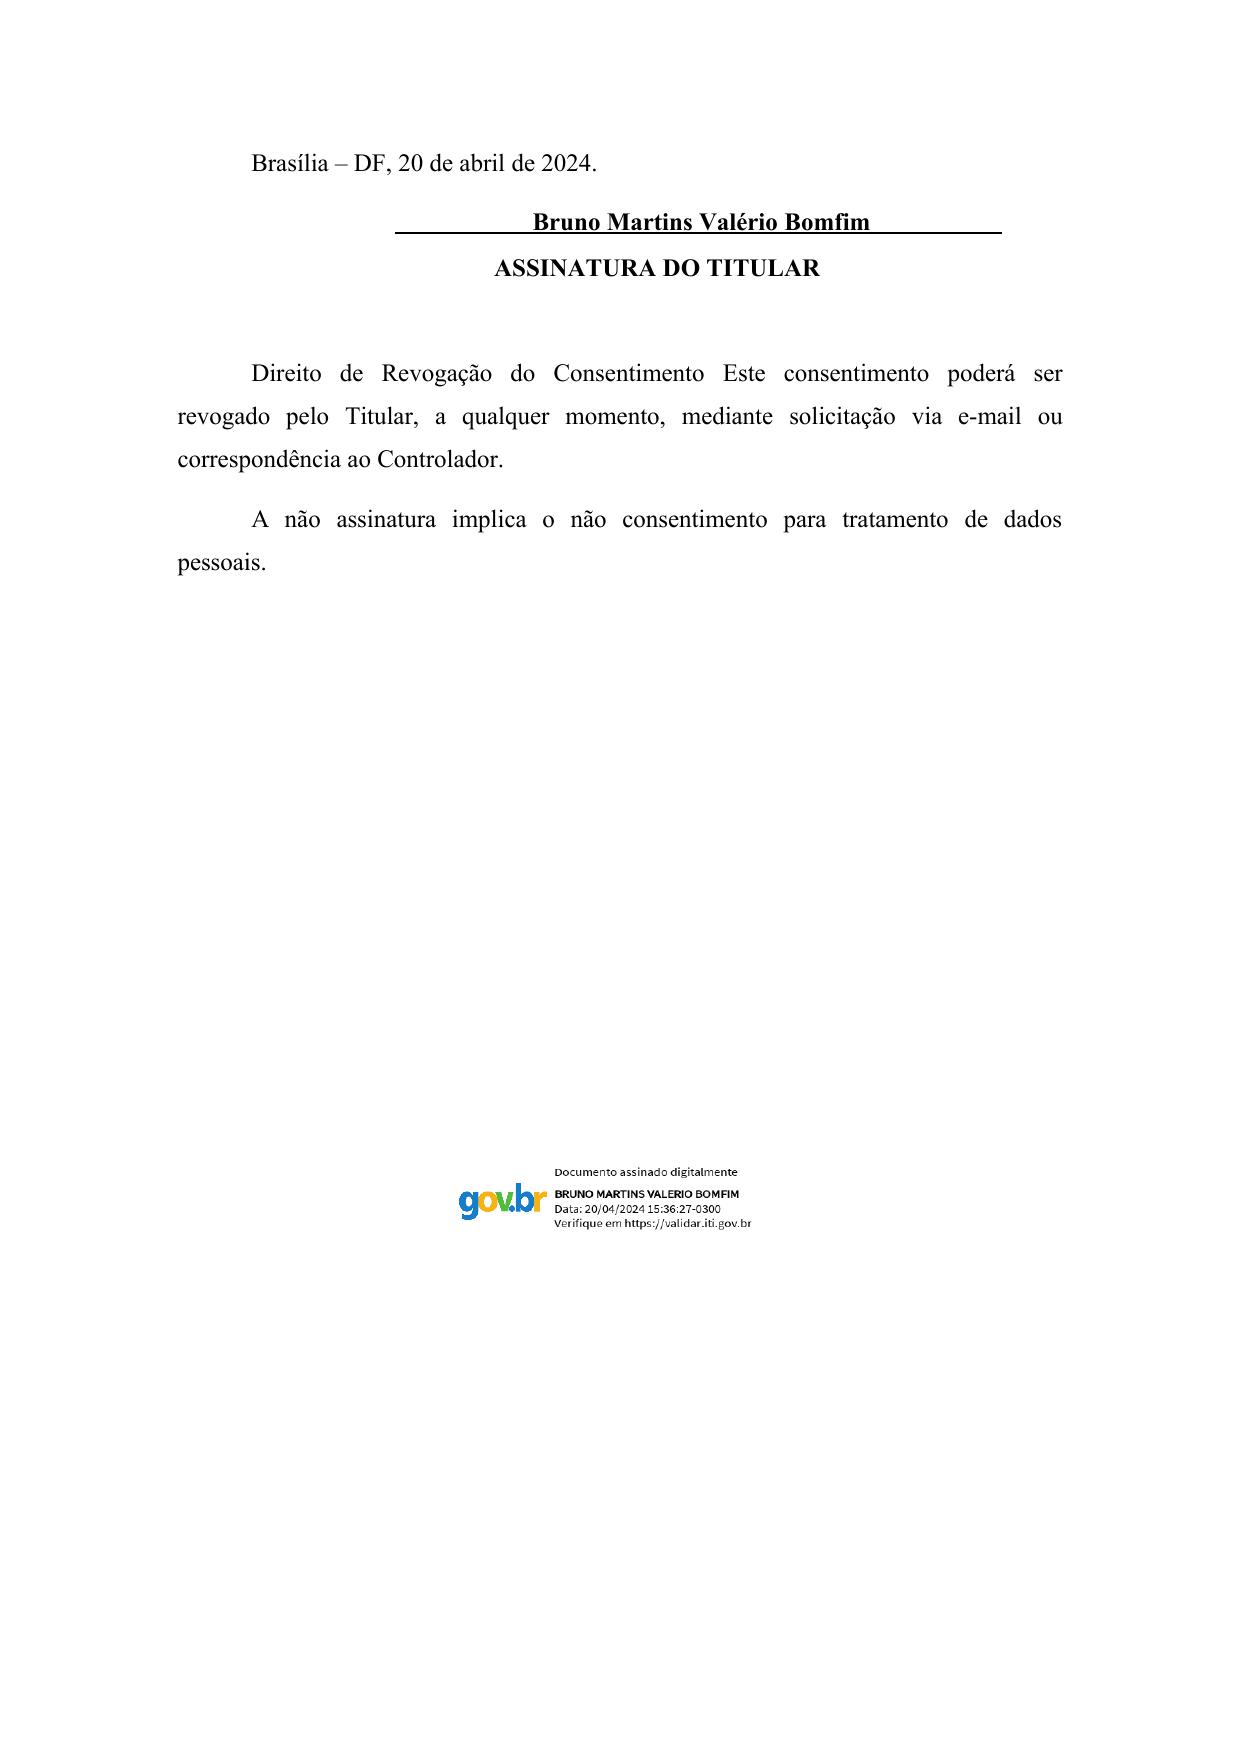 Brasília – DF, 20 de abril de 2024.
Bruno Martins Valério Bomfim
ASSINATURA DO TITULAR
Direito de Revogação do Consentimento Este consentimento poderá ser
revogado pelo Titular, a qualquer momento, mediante solicitação via e-mail ou
correspondência ao Controlador.
A não assinatura implica o não consentimento para tratamento de dados
pessoais.
gov.br
Documento assinado digitalmente
BRUNO MARTINS VALERIO BOMFIM
Data: 20/04/2024 15:36:27-0300
Verifique em https://validar.iti.gov.br